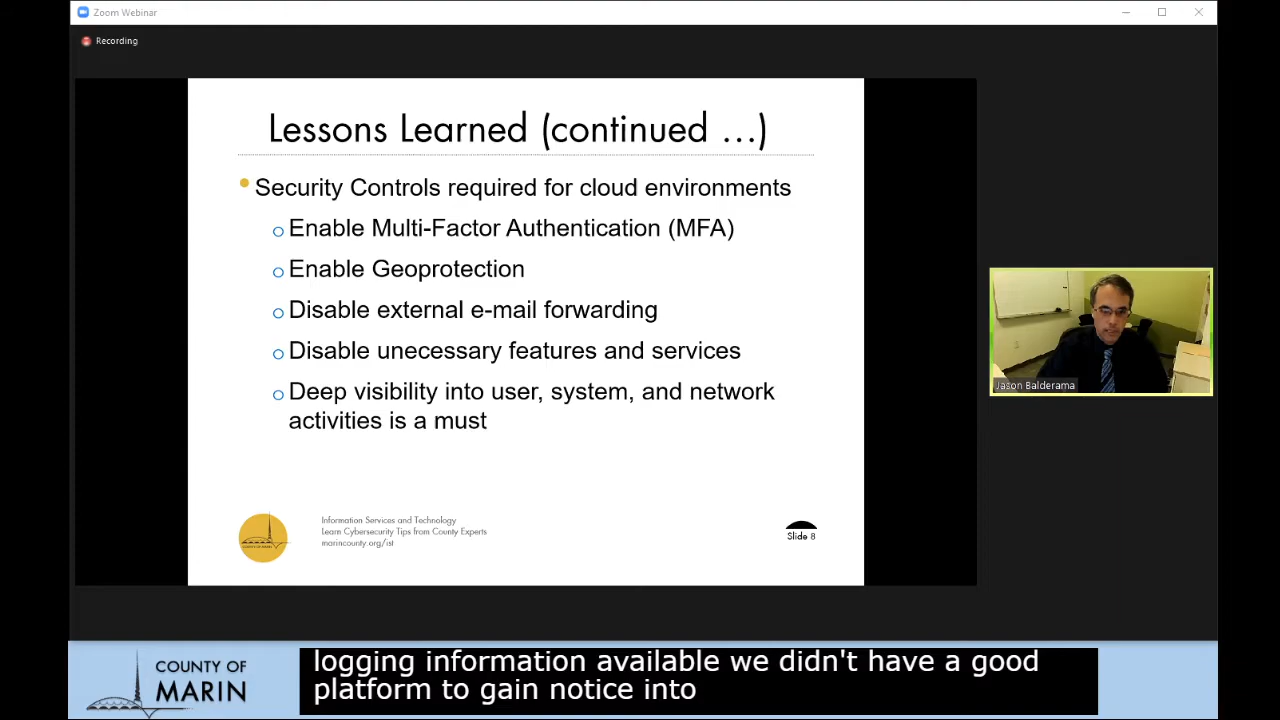 Zoom Webinar
Recording
Lessons Learned (continued ...)
Security Controls required for cloud environments
Enable Multi-Factor Authentication (MFA)
Enable Geoprotection
Disable external e-mail forwarding
Disable unecessary features and services
Deep visibility into user, system, and network
activities is a must
Information Services and Technology
Learn Cybersecurity Tips from County Experts
marincounty.org/ist
Slide 8
Jason Balderama
COUNTY OF
MARIN
logging information available we didn't have a good
platform to gain notice into